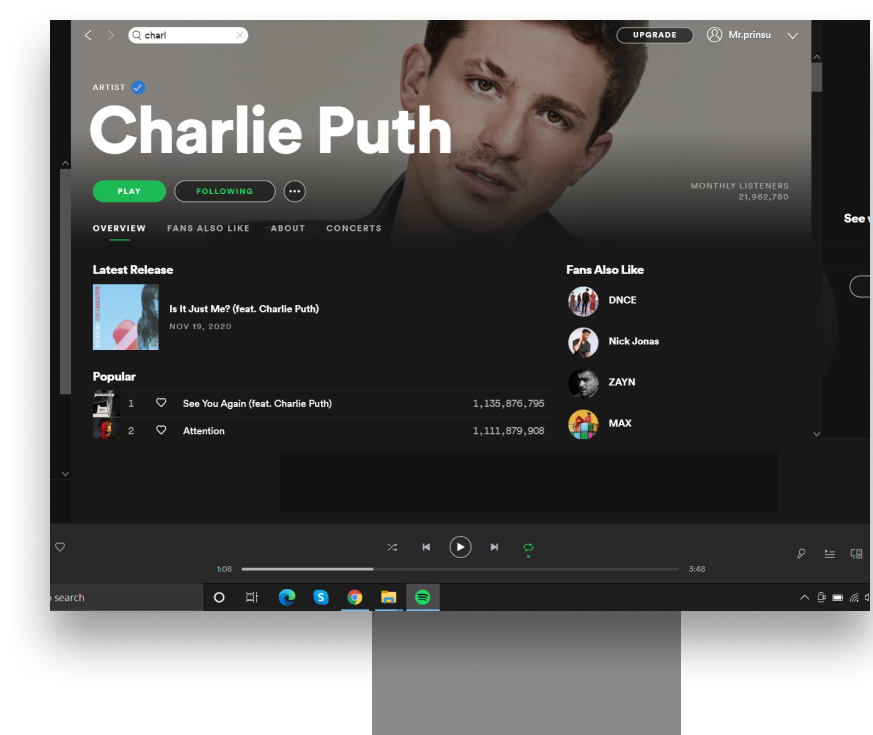 charl
UPGRADE
Mr.prinsu
ARTIST
Charlie Puth
PLAY
FOLLOWING
MONTHLY LISTENERS
21,962,780
See
OVERVIEW
FANS ALSO LIKE
ABOUT
CONCERTS
Latest Release
Is It Just Me? (feat. Charlie Puth)
NOV 19, 2020
Fans Also Like
DNCE
Nick Jonas
ZAYN
MAX
Popular
1 See You Again (feat. Charlie Puth) 1,135,876,795
2 Attention 1,111,879,908
1:08
3:48
search